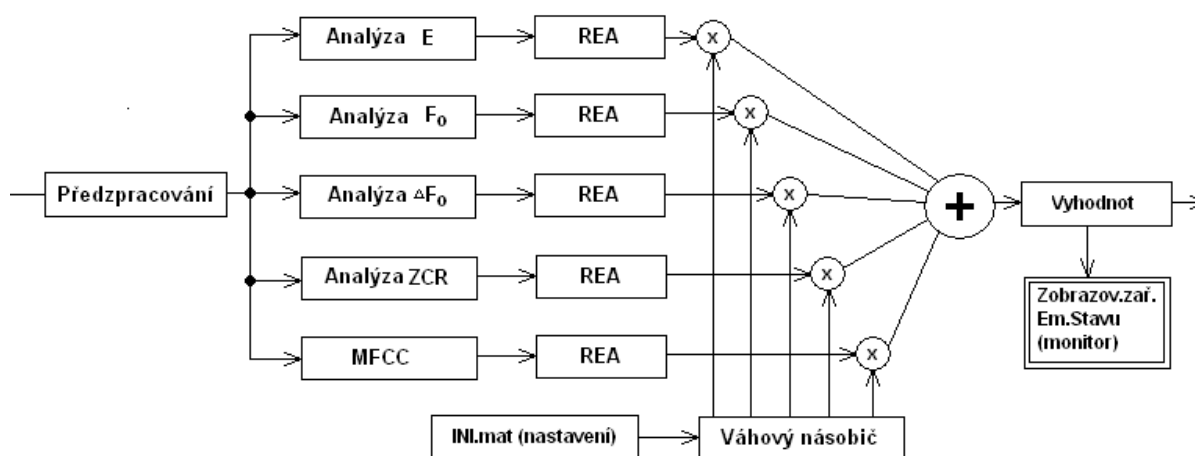 Analýza E
REA
x
Analýza F₀
REA
x
Předzpracování
Analýza ΔF₀
REA
x
+
Vyhodnot
Analýza ZCR
REA
x
Zobrazov.zař.
Em.Stavu
(monitor)
MFCC
REA
x
INI.mat (nastavení)
Váhový násobič